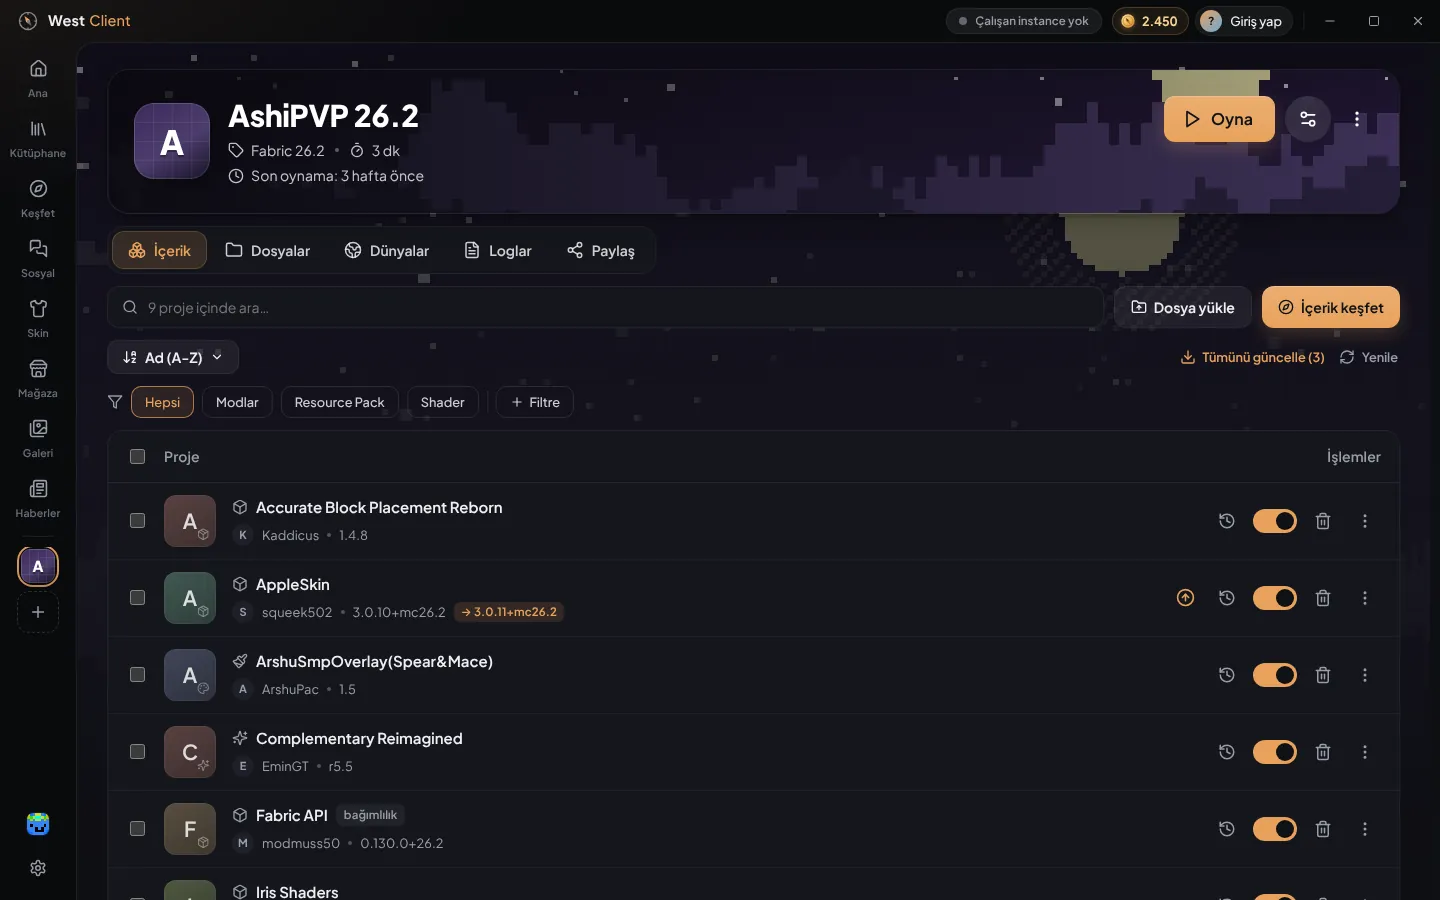 West Client
Çalışan instance yok
2.450
?
Giriş yap
Ana
Kütüphane
Keşfet
Sosyal
Skin
Mağaza
Galeri
Haberler
A
A
AshiPVP 26.2
Fabric 26.2 • 3 dk
Son oynama: 3 hafta önce
Oyna
İçerik
Dosyalar
Dünyalar
Loglar
Paylaş
9 proje içinde ara...
Dosya yükle
İçerik keşfet
Ad (A-Z)
Tümünü güncelle (3)
Yenile
Hepsi
Modlar
Resource Pack
Shader
+ Filtre
Proje
İşlemler
A
Accurate Block Placement Reborn
K Kaddicus • 1.4.8
A
AppleSkin
S squeek502 • 3.0.10+mc26.2 → 3.0.11+mc26.2
A
ArshuSmpOverlay(Spear&Mace)
A ArshuPac • 1.5
C
Complementary Reimagined
E EminGT • r5.5
F
Fabric API bağımlılık
M modmuss50 • 0.130.0+26.2
Iris Shaders